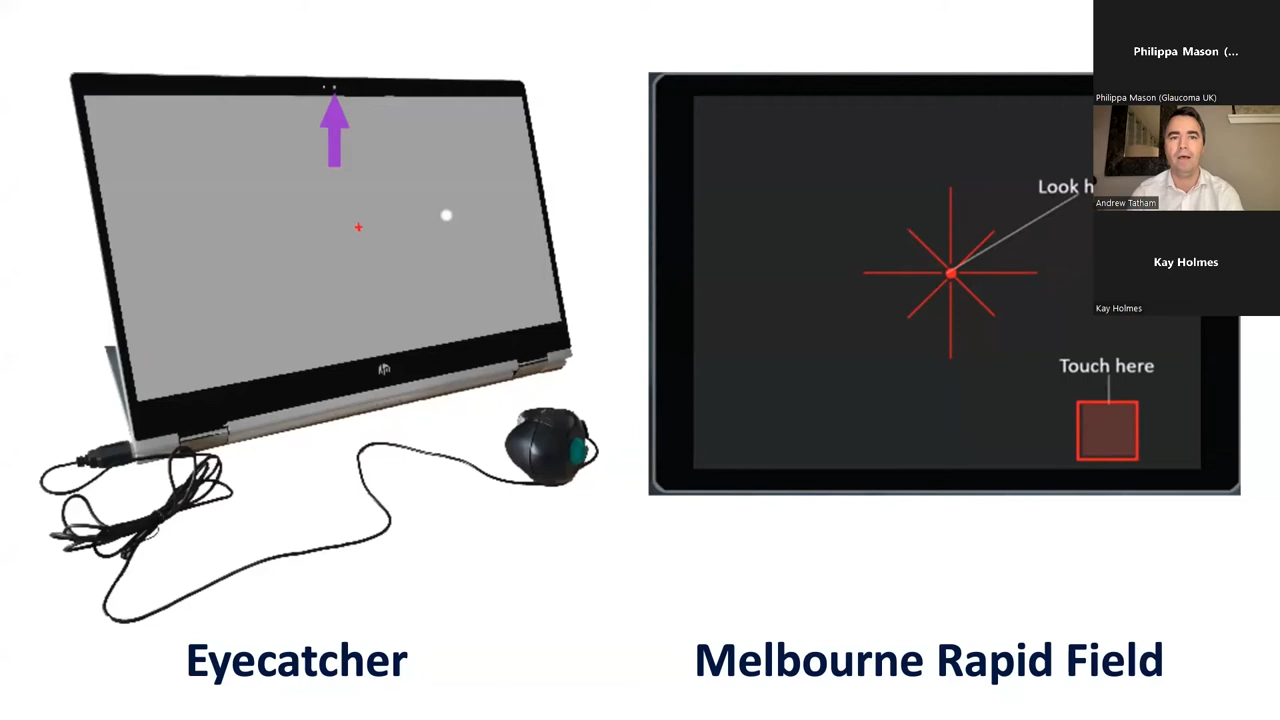 Philippa Mason (...
Philippa Mason (Glaucoma UK)
Look h
Andrew Tatham
Kay Holmes
Kay Holmes
hp
Touch here
Eyecatcher
Melbourne Rapid Field